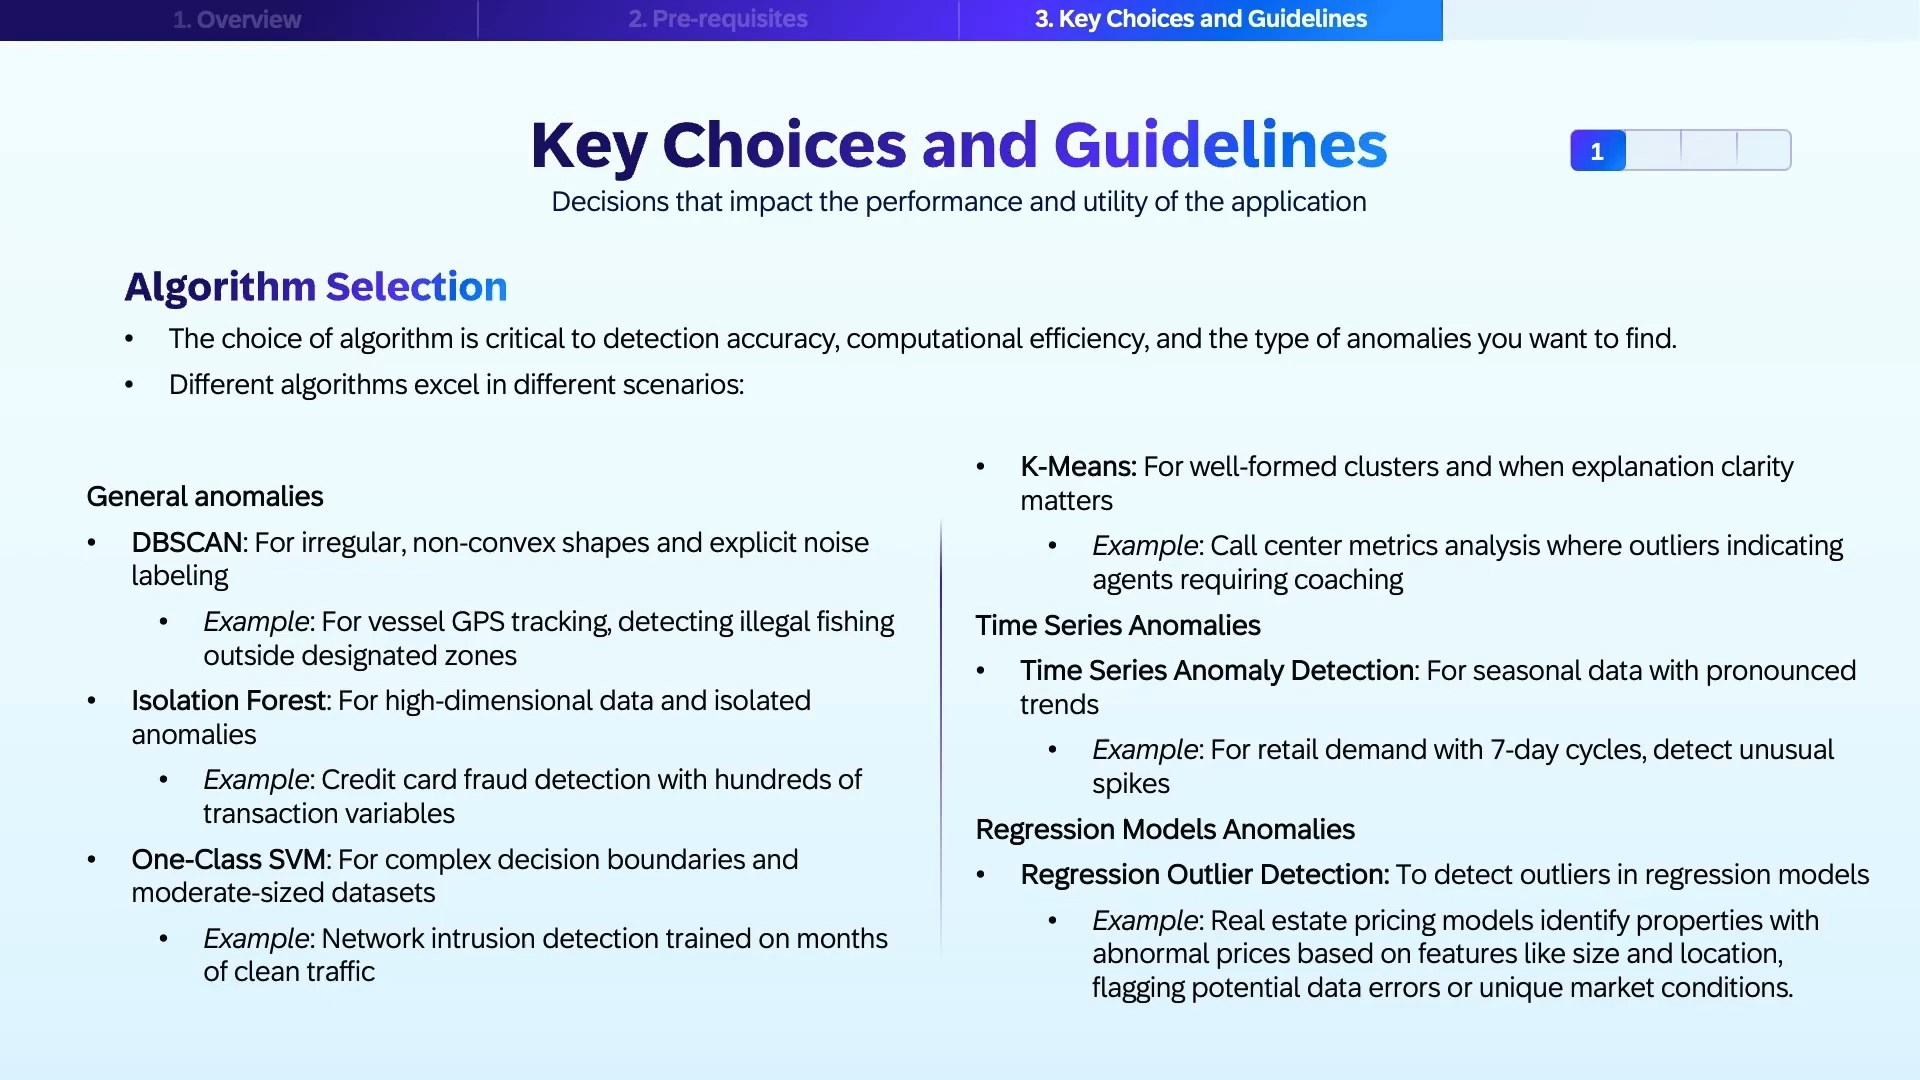 1. Overview
2. Pre-requisites
3. Key Choices and Guidelines
Key Choices and Guidelines
1
Decisions that impact the performance and utility of the application
Algorithm Selection
• The choice of algorithm is critical to detection accuracy, computational efficiency, and the type of anomalies you want to find.
• Different algorithms excel in different scenarios:
General anomalies
• DBSCAN: For irregular, non-convex shapes and explicit noise
labeling
• Example: For vessel GPS tracking, detecting illegal fishing
outside designated zones
• Isolation Forest: For high-dimensional data and isolated
anomalies
• Example: Credit card fraud detection with hundreds of
transaction variables
• One-Class SVM: For complex decision boundaries and
moderate-sized datasets
• Example: Network intrusion detection trained on months
of clean traffic
• K-Means: For well-formed clusters and when explanation clarity
matters
• Example: Call center metrics analysis where outliers indicating
agents requiring coaching
Time Series Anomalies
• Time Series Anomaly Detection: For seasonal data with pronounced
trends
• Example: For retail demand with 7-day cycles, detect unusual
spikes
Regression Models Anomalies
• Regression Outlier Detection: To detect outliers in regression models
• Example: Real estate pricing models identify properties with
abnormal prices based on features like size and location,
flagging potential data errors or unique market conditions.